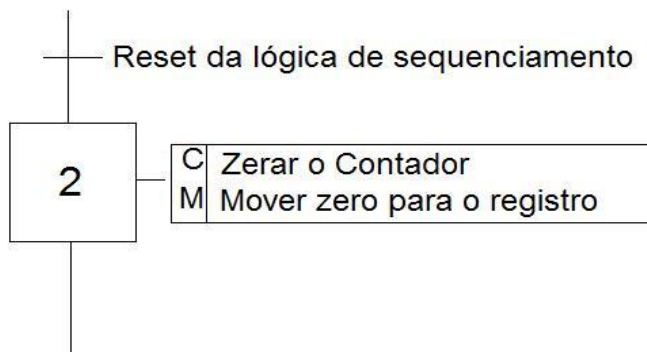 Reset da lógica de sequenciamento
2
C Zerar o Contador
M Mover zero para o registro